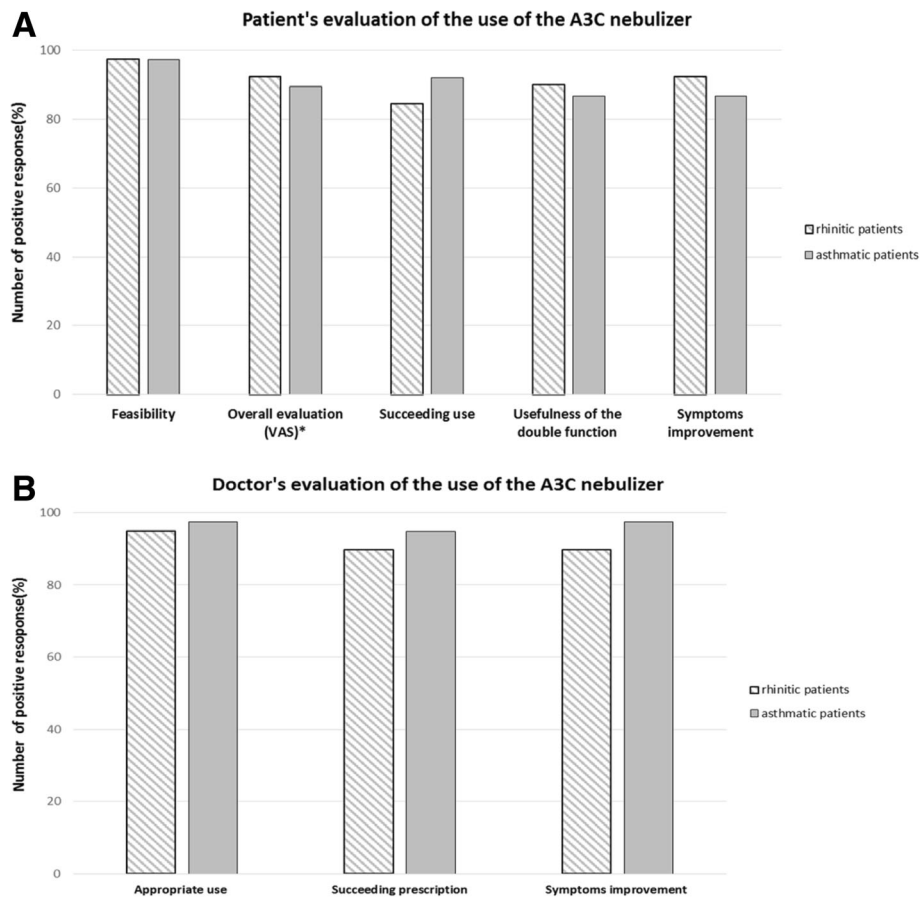 A
Patient's evaluation of the use of the A3C nebulizer
Number of positive response(%)
100
80
60
40
20
0
Feasibility
Overall evaluation
(VAS)*
Succeeding use
Usefulness of the
double function
Symptoms
improvement
rhinitic patients
asthmatic patients
B
Doctor's evaluation of the use of the A3C nebulizer
Number of positive resoponse(%)
100
80
60
40
20
0
Appropriate use
Succeeding prescription
Symptoms improvement
rhinitic patients
asthmatic patients